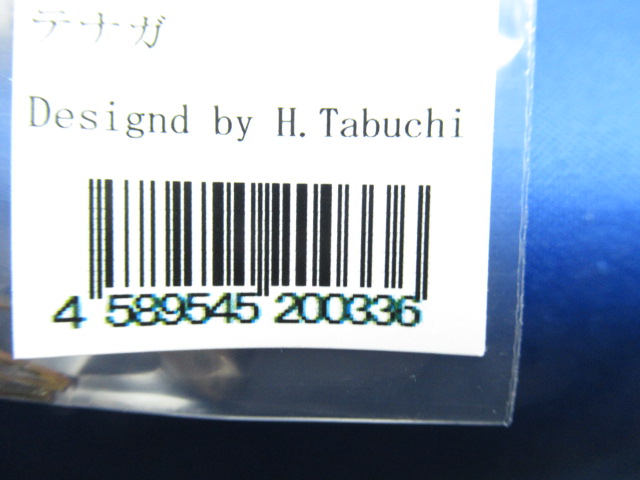 テナガ
Designd by H.Tabuchi
4 589545 200336